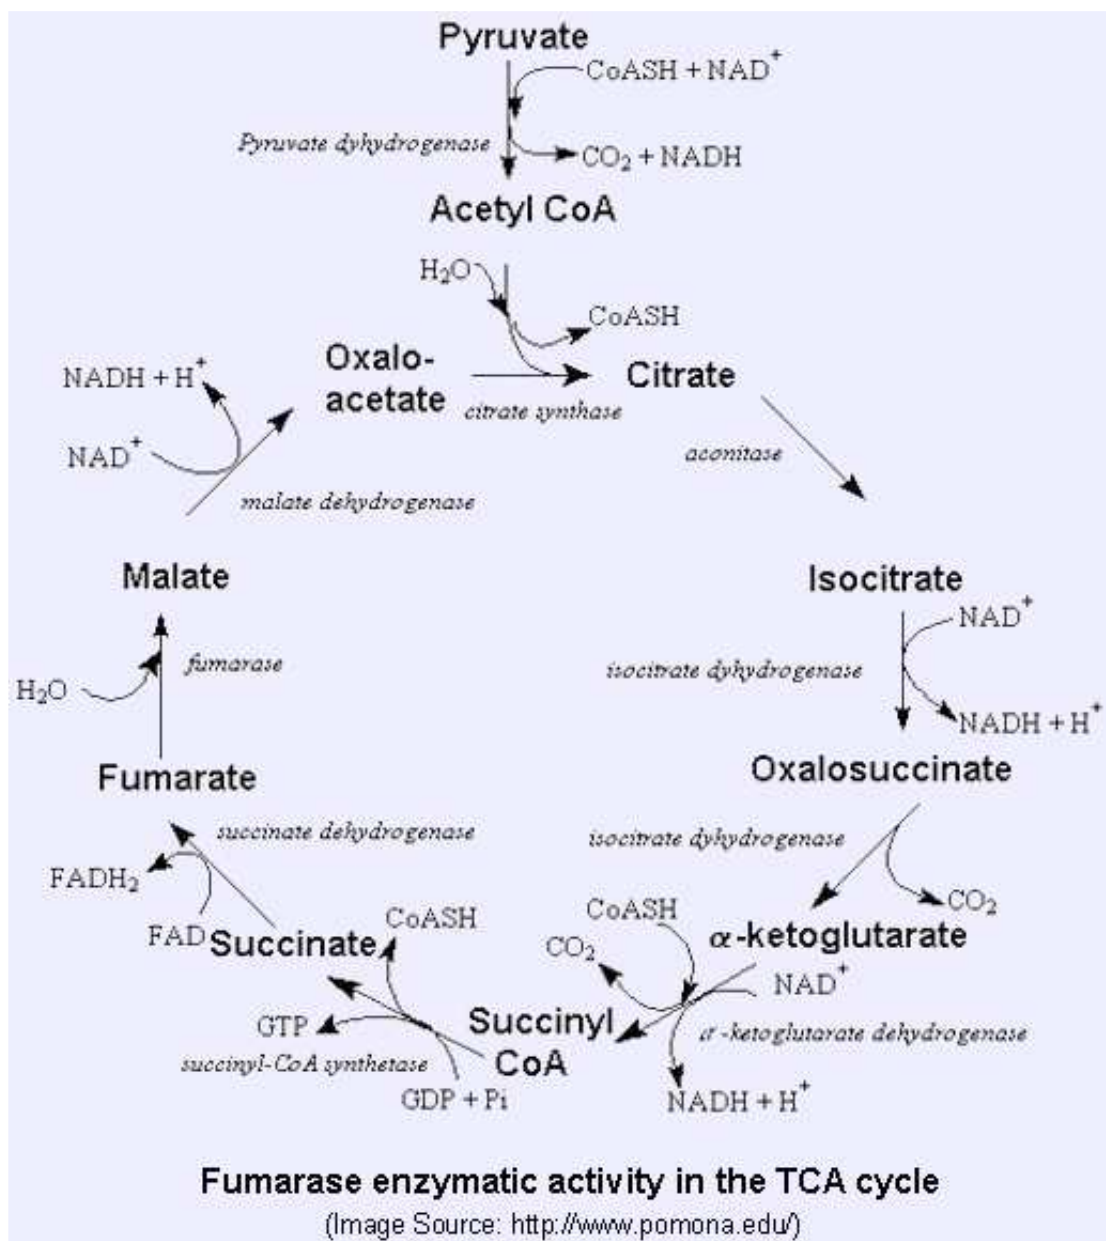 Pyruvate
CoASH + NAD+
Pyruvate dyhydrogenase
CO2 + NADH
Acetyl CoA
H2O
CoASH
Oxalo-
acetate
citrate synthase
Citrate
NADH + H+
NAD+
malate dehydrogenase
aconitase
Malate
Isocitrate
NAD+
fumarase
isocitrate dyhydrogenase
H2O
NADH + H+
Fumarate
Oxalosuccinate
succinate dehydrogenase
isocitrate dyhydrogenase
FADH2
CO2
FAD
Succinate
CoASH
CoASH
CO2
α-ketoglutarate
NAD+
GTP
Succinyl
CoA
α-ketoglutarate dehydrogenase
succinyl-CoA synthetase
GDP + Pi
NADH + H+
Fumarase enzymatic activity in the TCA cycle
(Image Source: http://www.pomona.edu/)